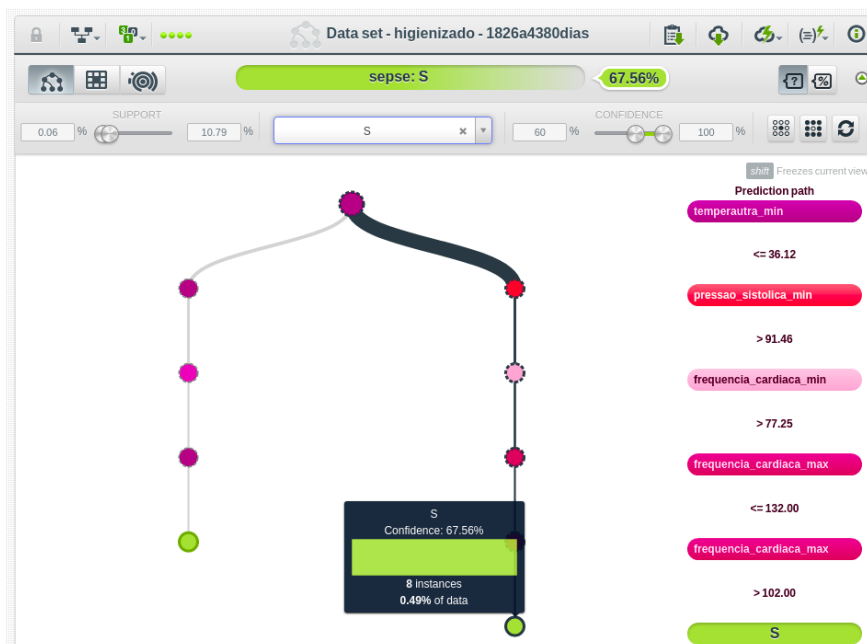 Data set - higienizado - 1826a4380dias
sepse: S
67.56%
SUPPORT
0.06 %
10.79 %
S
CONFIDENCE
60 %
100 %
shift Freezes current view
Prediction path
temperautra_min
<= 36.12
pressao_sistolica_min
> 91.46
frequencia_cardiaca_min
> 77.25
frequencia_cardiaca_max
<= 132.00
frequencia_cardiaca_max
> 102.00
S
S
Confidence: 67.56%
8 instances
0.49% of data